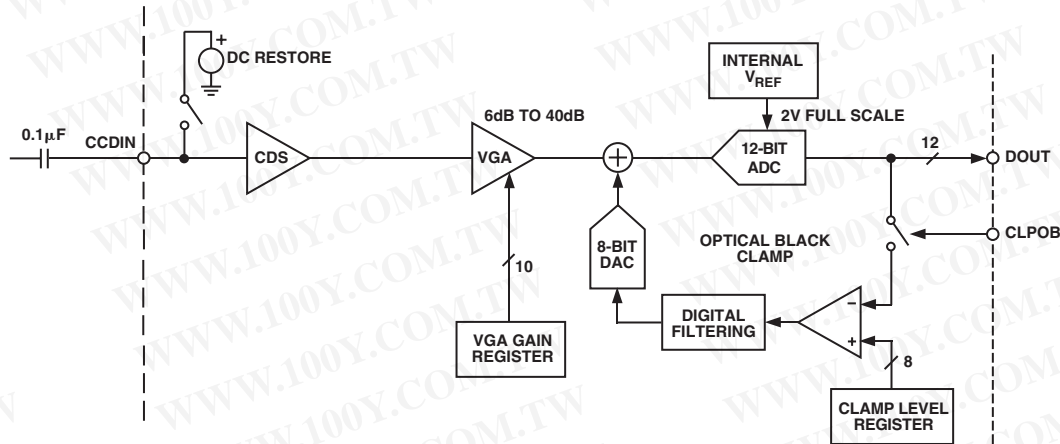 DC RESTORE
INTERNAL
VREF
6dB TO 40dB
2V FULL SCALE
0.1µF
CCDIN
CDS
VGA
12-BIT
ADC
12
DOUT
CLPOB
8-BIT
DAC
OPTICAL BLACK
CLAMP
10
DIGITAL
FILTERING
VGA GAIN
REGISTER
8
CLAMP LEVEL
REGISTER
WWW.100Y.COM.TW